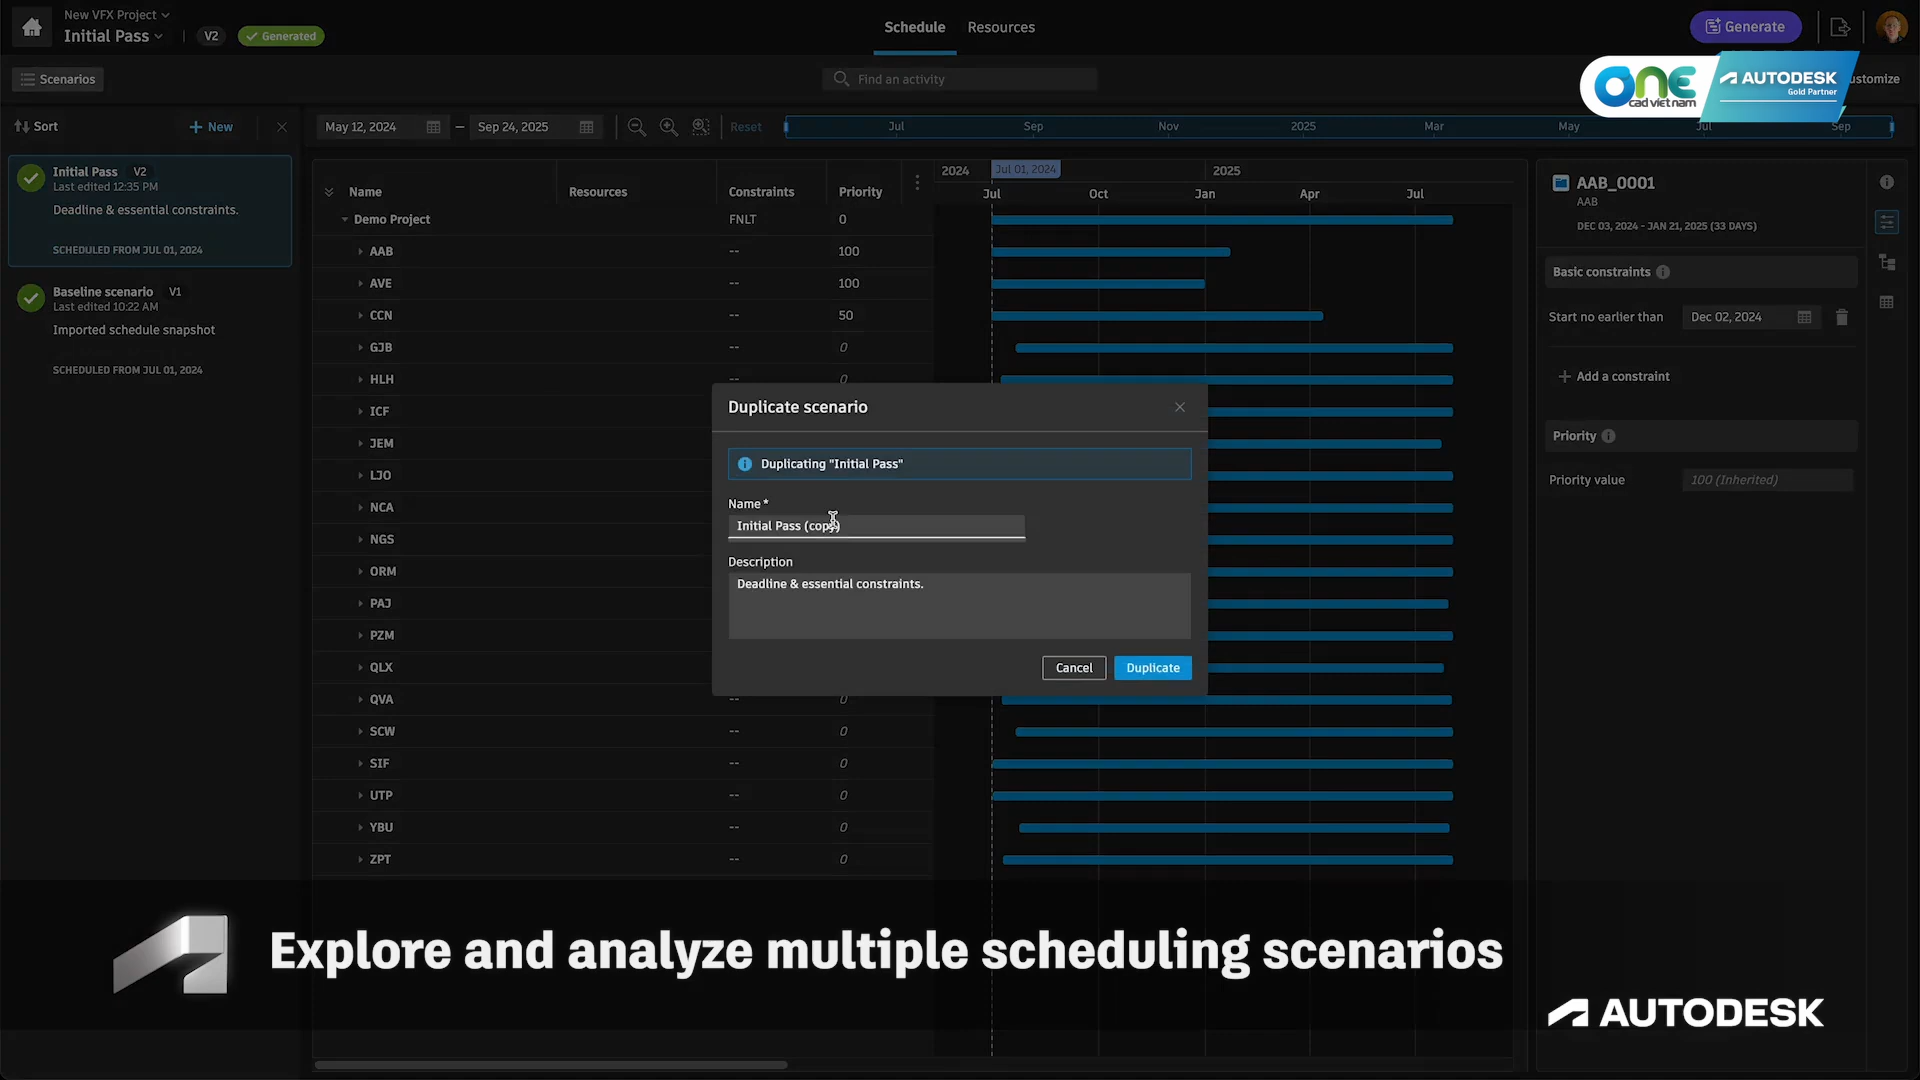 New VFX Project
Initial Pass
V2
Generated
Schedule
Resources
Generate
Scenarios
Find an activity
ONE
cad việt nam
AUTODESK
Gold Partner
ustomize
Sort
New
May 12, 2024
–
Sep 24, 2025
Reset
Jul
Sep
Nov
2025
Mar
May
Jul
Sep
Initial Pass V2
Last edited 12:35 PM
Deadline & essential constraints.
SCHEDULED FROM JUL 01, 2024
Baseline scenario V1
Last edited 10:22 AM
Imported schedule snapshot
SCHEDULED FROM JUL 01, 2024
2024
Jul 01, 2024
2025
Name
Resources
Constraints
Priority
Jul
Oct
Jan
Apr
Jul
Demo Project FNLT 0
AAB -- 100
AVE -- 100
CCN -- 50
GJB -- 0
HLH -- 0
ICF
JEM
LJO
NCA
NGS
ORM
PAJ
PZM
QLX
QVA -- 0
SCW -- 0
SIF -- 0
UTP -- 0
YBU -- 0
ZPT -- 0
AAB_0001
AAB
DEC 03, 2024 - JAN 21, 2025 (33 DAYS)
Basic constraints
Start no earlier than
Dec 02, 2024
Add a constraint
Priority
Priority value
100 (Inherited)
Duplicate scenario
Duplicating "Initial Pass"
Name *
Initial Pass (copy)
Description
Deadline & essential constraints.
Cancel
Duplicate
Explore and analyze multiple scheduling scenarios
AUTODESK